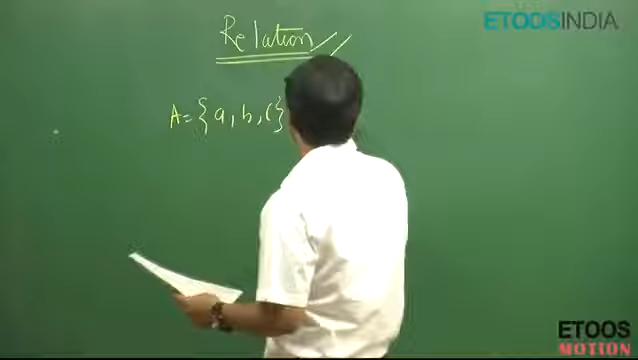 ETOOSINDIA
Relation
A = {a, b, c}
ETOOS
MOTION